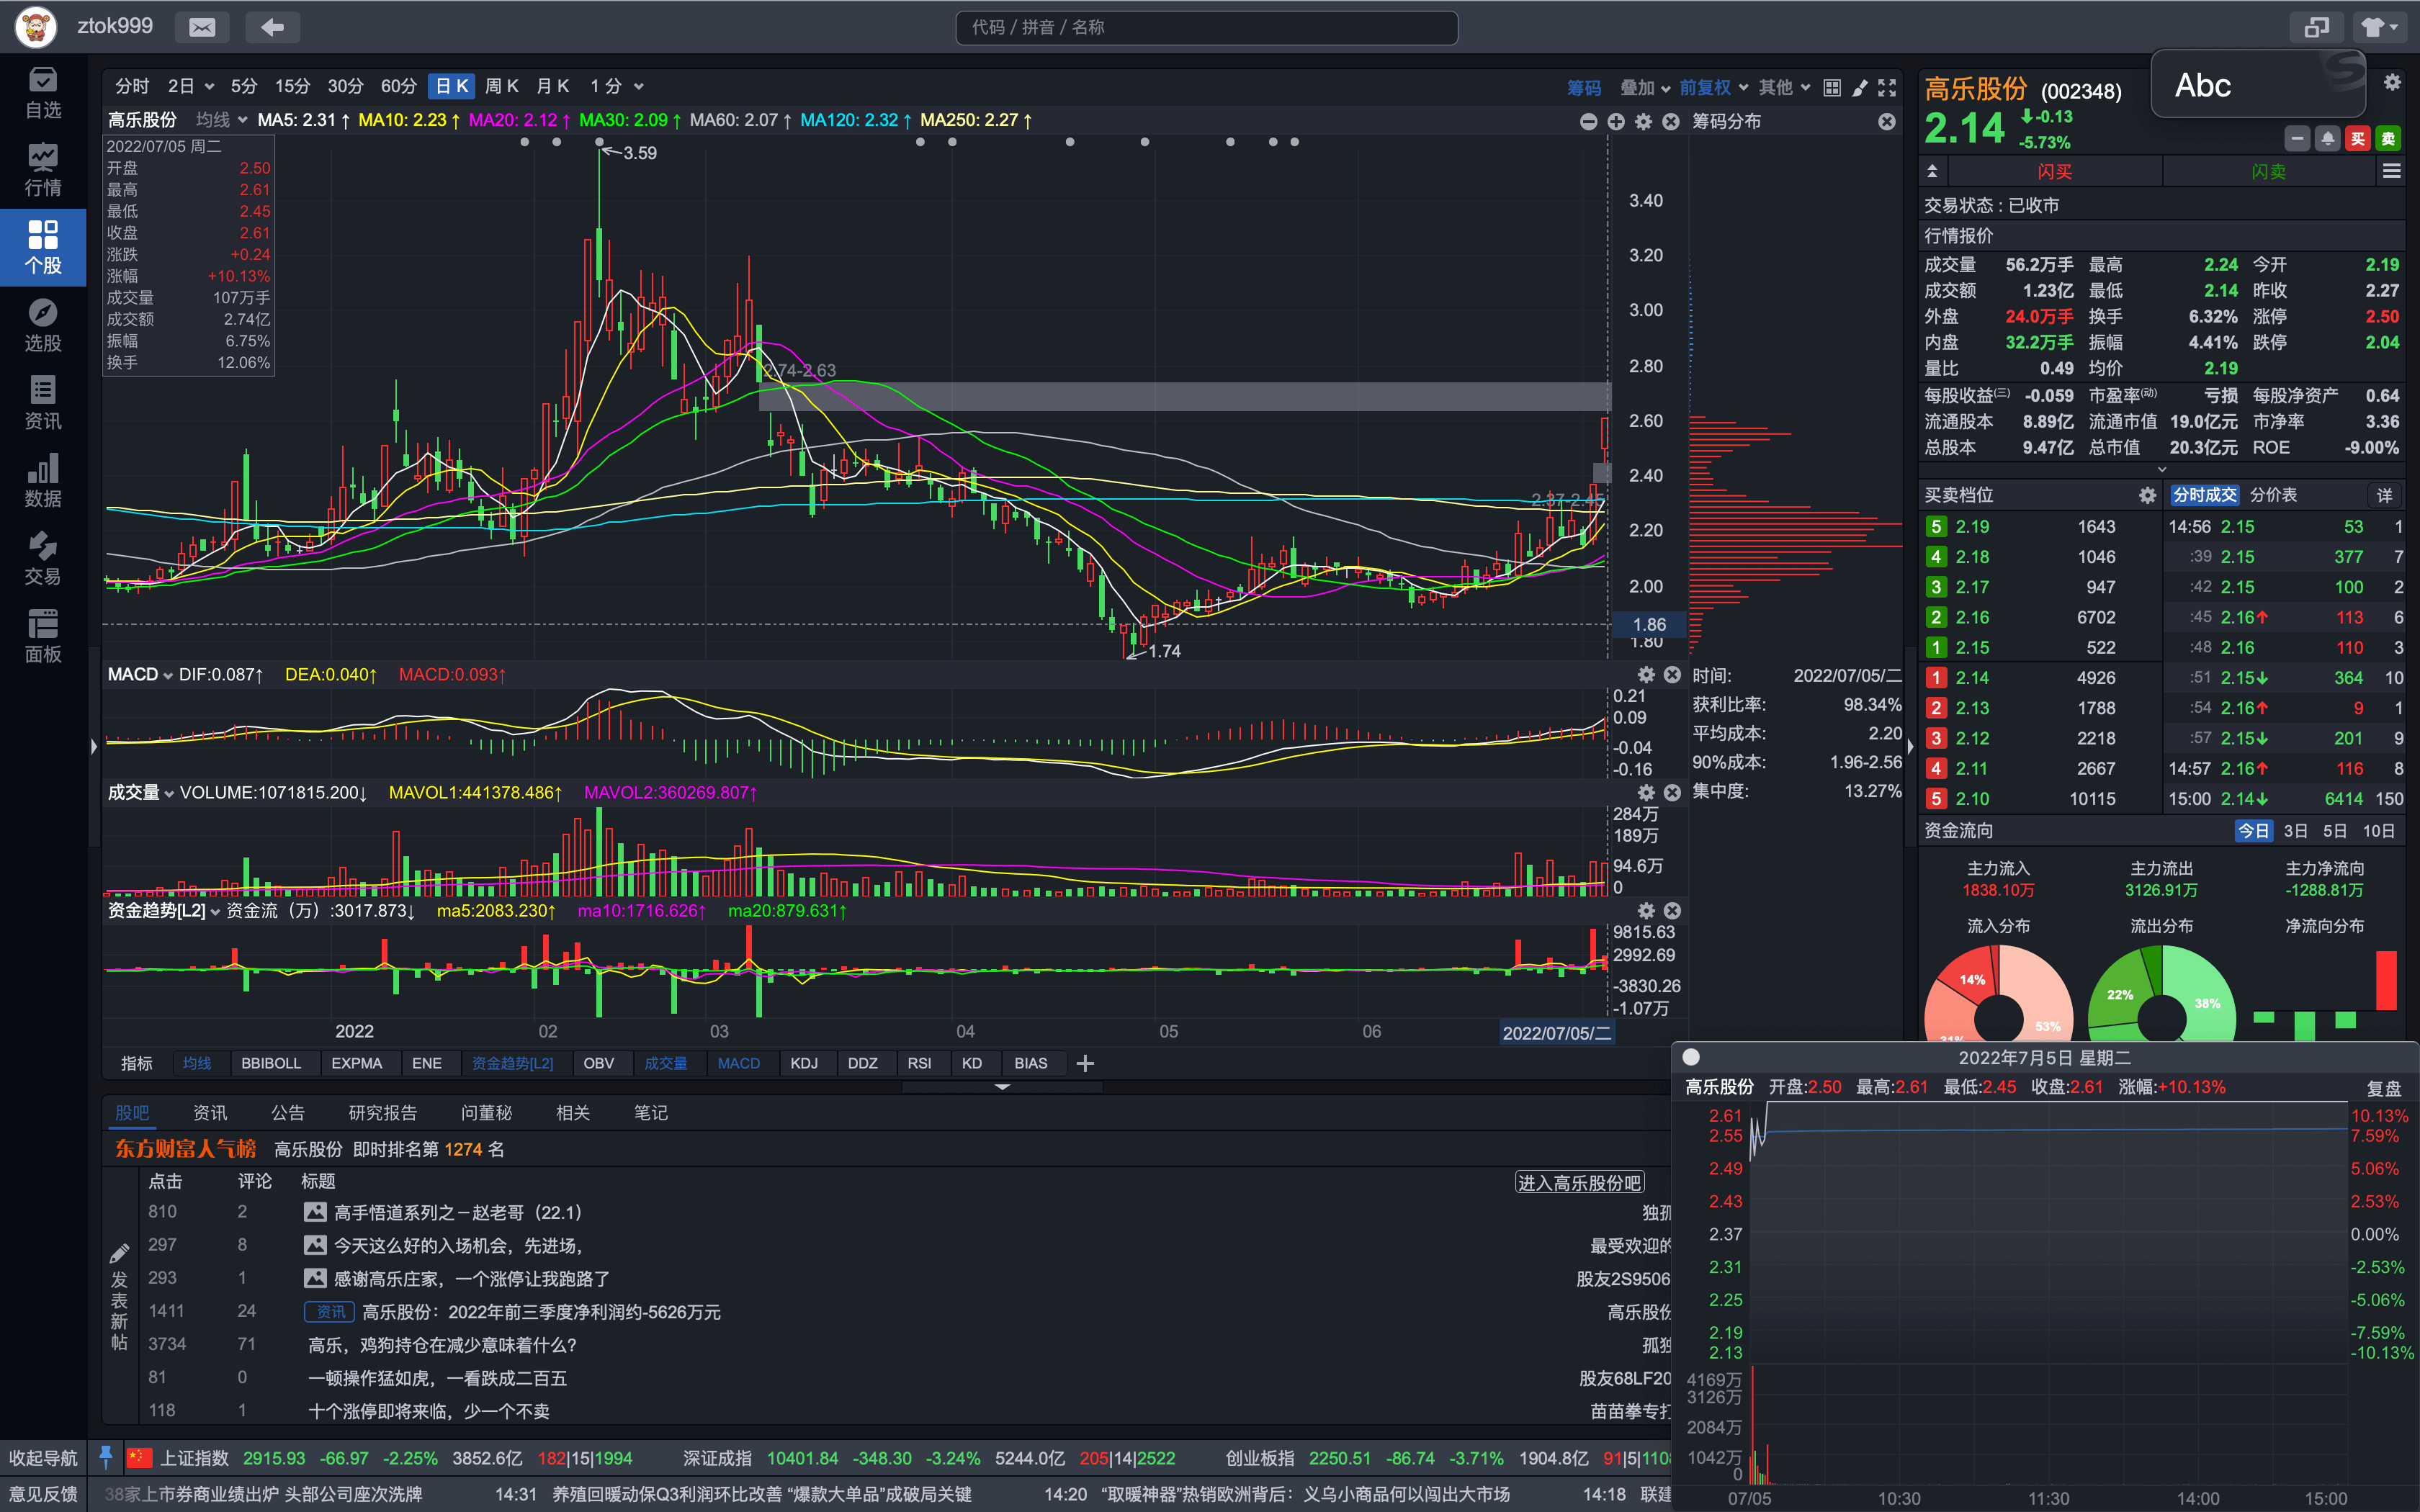 ztok999
代码 / 拼音 / 名称
Abc
自选
行情
个股
选股
资讯
数据
交易
面板
收起导航
意见反馈
分时 2日 5分 15分 30分 60分 日K 周K 月K 1分 筹码 叠加 前复权 其他
高乐股份 均线 MA5: 2.31↑ MA10: 2.23↑ MA20: 2.12↑ MA30: 2.09↑ MA60: 2.07↑ MA120: 2.32↑ MA250: 2.27↑ 筹码分布
2022/07/05 周二
开盘 2.50
最高 2.61
最低 2.45
收盘 2.61
涨跌 +0.24
涨幅 +10.13%
成交量 107万手
成交额 2.74亿
振幅 6.75%
换手 12.06%
3.59
2.74-2.63
2.37-2.45
1.74
3.40
3.20
3.00
2.80
2.60
2.40
2.20
2.00
1.86
1.80
MACD DIF:0.087↑ DEA:0.040↑ MACD:0.093↑
0.21
0.09
-0.04
-0.16
成交量 VOLUME:1071815.200↓ MAVOL1:441378.486↑ MAVOL2:360269.807↑
284万
189万
94.6万
0
资金趋势[L2] 资金流（万）:3017.873↓ ma5:2083.230↑ ma10:1716.626↑ ma20:879.631↑
9815.63
2992.69
-3830.26
-1.07万
2022 02 03 04 05 06 2022/07/05/二
时间: 2022/07/05/二
获利比率: 98.34%
平均成本: 2.20
90%成本: 1.96-2.56
集中度: 13.27%
指标 均线 BBIBOLL EXPMA ENE 资金趋势[L2] OBV 成交量 MACD KDJ DDZ RSI KD BIAS
股吧 资讯 公告 研究报告 问董秘 相关 笔记
东方财富人气榜 高乐股份 即时排名第 1274 名
点击 评论 标题 进入高乐股份吧
发表新帖
810 2 高手悟道系列之－赵老哥（22.1） 独孤
297 8 今天这么好的入场机会，先进场， 最受欢迎的
293 1 感谢高乐庄家，一个涨停让我跑路了 股友2S9506
1411 24 资讯 高乐股份：2022年前三季度净利润约-5626万元 高乐股份
3734 71 高乐，鸡狗持仓在减少意味着什么？ 孤独
81 0 一顿操作猛如虎，一看跌成二百五 股友68LF20
118 1 十个涨停即将来临，少一个不卖 苗苗拳专打
高乐股份 (002348)
2.14 -0.13 -5.73%
买 卖
闪买 闪卖
交易状态 : 已收市
行情报价
成交量 56.2万手 最高 2.24 今开 2.19
成交额 1.23亿 最低 2.14 昨收 2.27
外盘 24.0万手 换手 6.32% 涨停 2.50
内盘 32.2万手 振幅 4.41% 跌停 2.04
量比 0.49 均价 2.19
每股收益(三) -0.059 市盈率(动) 亏损 每股净资产 0.64
流通股本 8.89亿 流通市值 19.0亿元 市净率 3.36
总股本 9.47亿 总市值 20.3亿元 ROE -9.00%
买卖档位 分时成交 分价表 详
5 2.19 1643 14:56 2.15 53 1
4 2.18 1046 :39 2.15 377 7
3 2.17 947 :42 2.15 100 2
2 2.16 6702 :45 2.16↑ 113 6
1 2.15 522 :48 2.16 110 3
1 2.14 4926 :51 2.15↓ 364 10
2 2.13 1788 :54 2.16↑ 9 1
3 2.12 2218 :57 2.15↓ 201 9
4 2.11 2667 14:57 2.16↑ 116 8
5 2.10 10115 15:00 2.14↓ 6414 150
资金流向 今日 3日 5日 10日
主力流入 主力流出 主力净流向
1838.10万 3126.91万 -1288.81万
流入分布 流出分布 净流向分布
14% 53% 31%
22% 38%
2022年7月5日 星期二
高乐股份 开盘:2.50 最高:2.61 最低:2.45 收盘:2.61 涨幅:+10.13% 复盘
2.61 10.13%
2.55 7.59%
2.49 5.06%
2.43 2.53%
2.37 0.00%
2.31 -2.53%
2.25 -5.06%
2.19 -7.59%
2.13 -10.13%
4169万
3126万
2084万
1042万
0
07/05 10:30 11:30 14:00 15:00
上证指数 2915.93 -66.97 -2.25% 3852.6亿 182|15|1994 深证成指 10401.84 -348.30 -3.24% 5244.0亿 205|14|2522 创业板指 2250.51 -86.74 -3.71% 1904.8亿 91|5|110
38家上市券商业绩出炉 头部公司座次洗牌 14:31 养殖回暖动保Q3利润环比改善 “爆款大单品”成破局关键 14:20 “取暖神器”热销欧洲背后：义乌小商品何以闯出大市场 14:18 联建